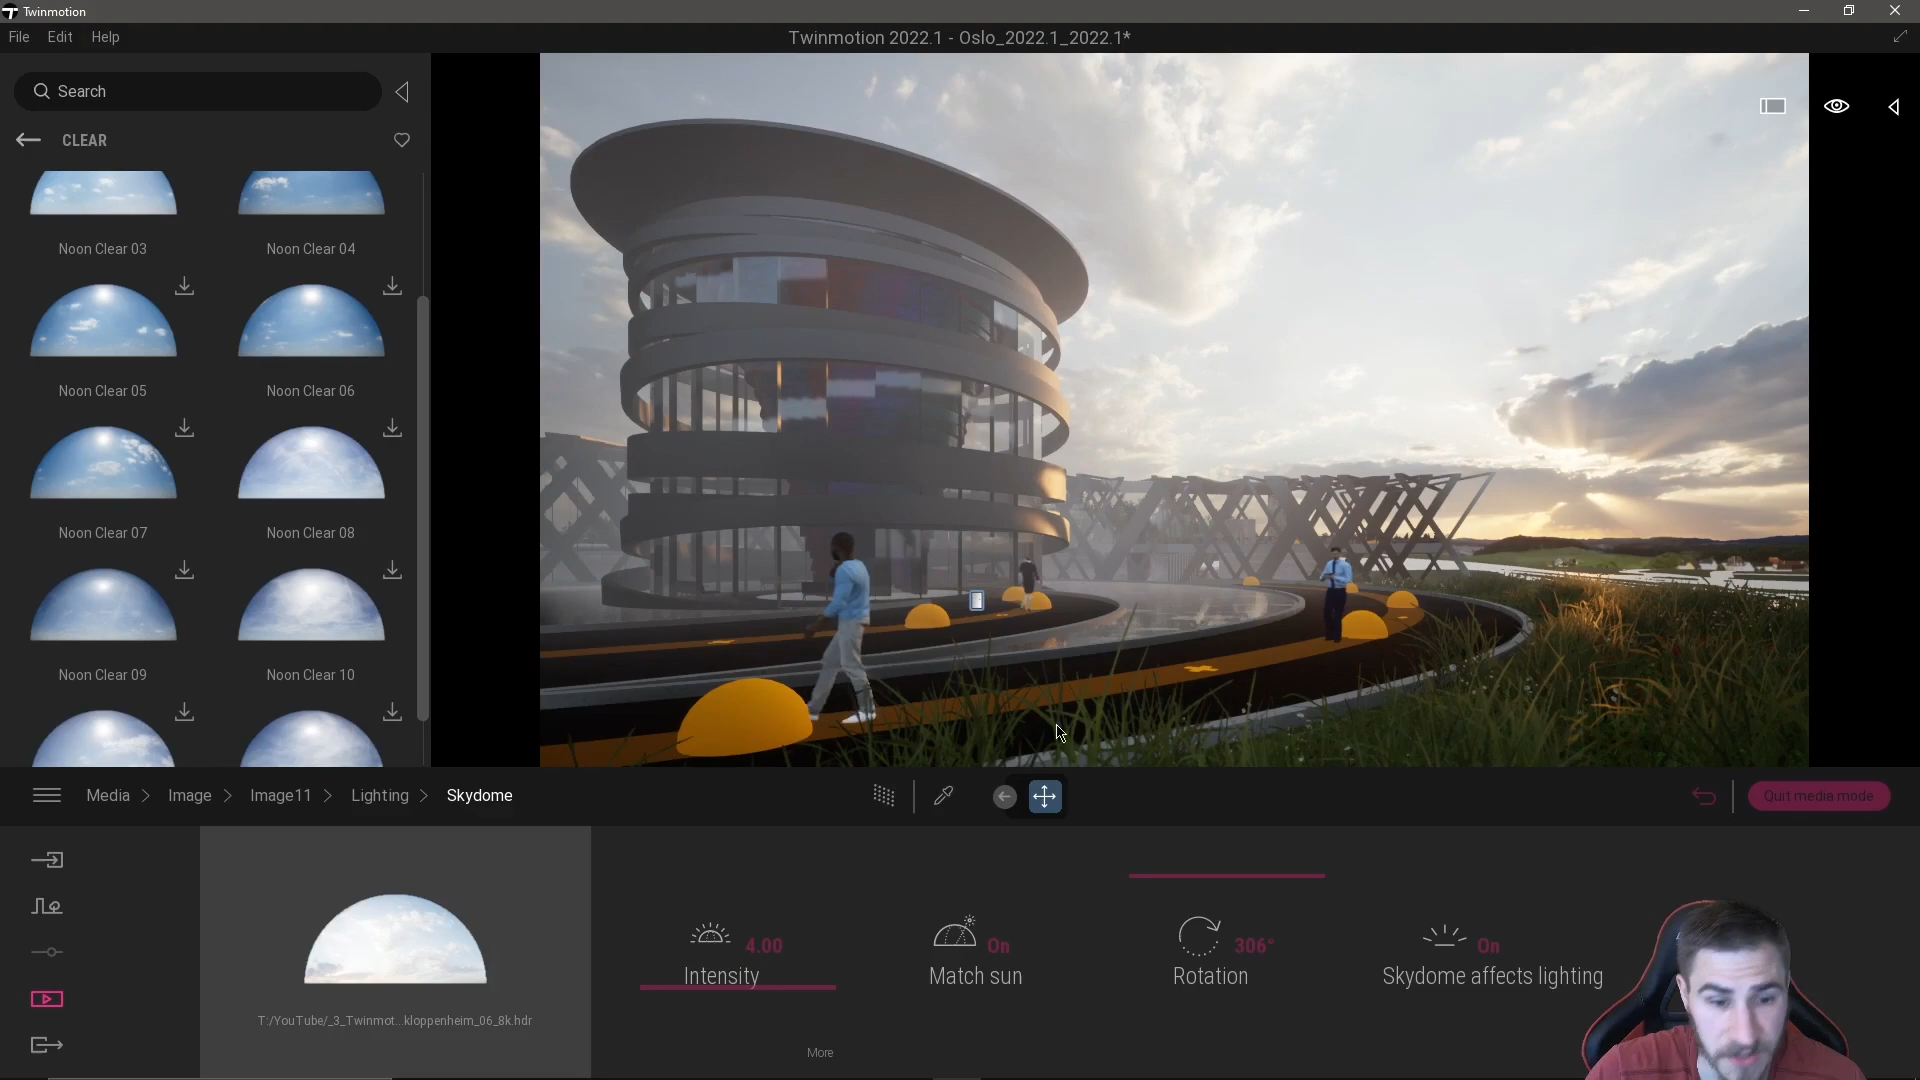 Twinmotion
File Edit Help
Twinmotion 2022.1 - Oslo_2022.1_2022.1*
Search
CLEAR
Noon Clear 03
Noon Clear 04
Noon Clear 05
Noon Clear 06
Noon Clear 07
Noon Clear 08
Noon Clear 09
Noon Clear 10
Media > Image > Image11 > Lighting > Skydome
Quit media mode
T:/YouTube/_3_Twinmot...kloppenheim_06_8k.hdr
4.00
Intensity
On
Match sun
306°
Rotation
On
Skydome affects lighting
More